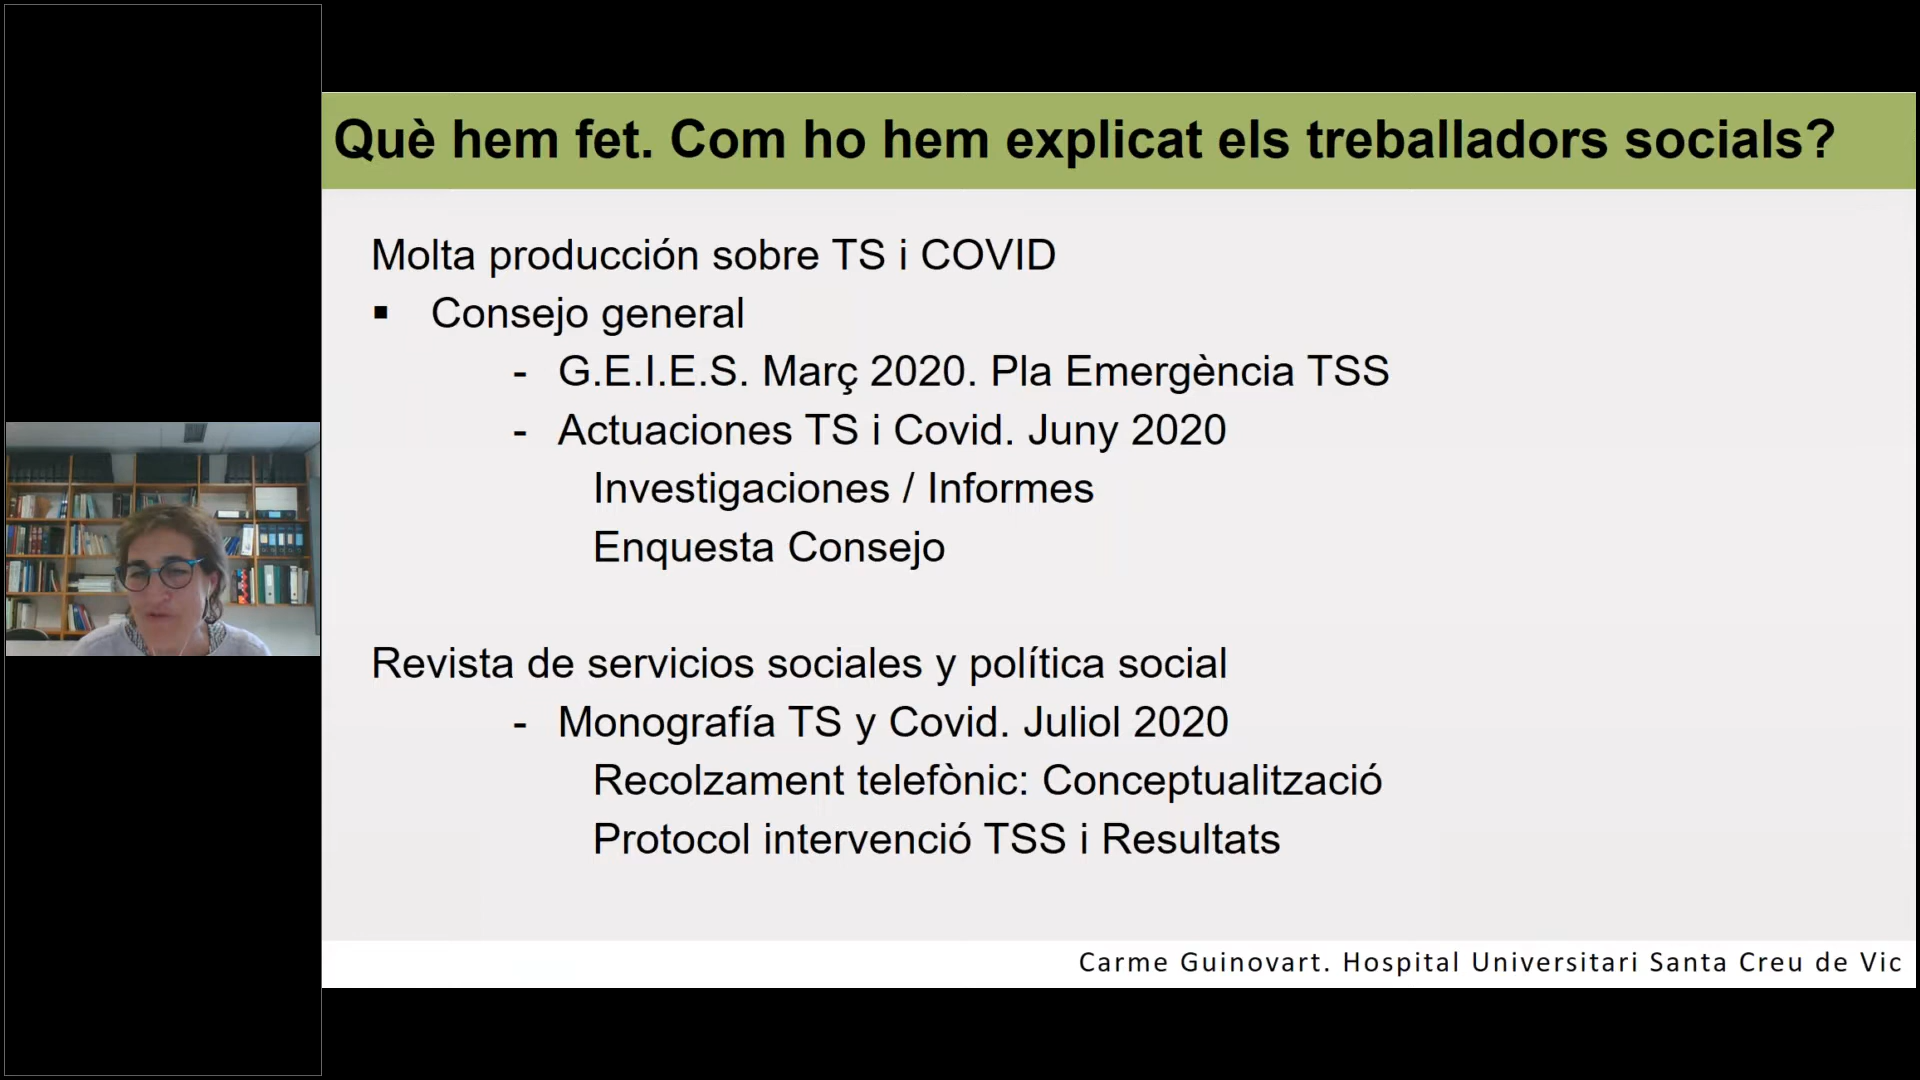 Què hem fet. Com ho hem explicat els treballadors socials?
Molta producción sobre TS i COVID
▪ Consejo general
- G.E.I.E.S. Març 2020. Pla Emergència TSS
- Actuaciones TS i Covid. Juny 2020
Investigaciones / Informes
Enquesta Consejo
Revista de servicios sociales y política social
- Monografía TS y Covid. Juliol 2020
Recolzament telefònic: Conceptualització
Protocol intervenció TSS i Resultats
Carme Guinovart. Hospital Universitari Santa Creu de Vic